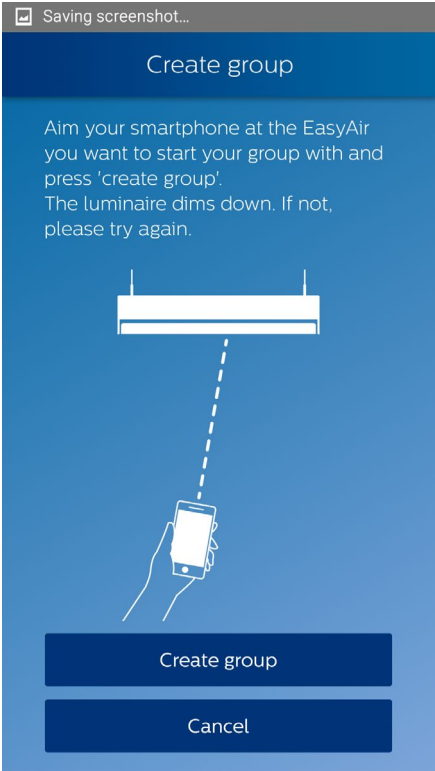 Saving screenshot...
Create group
Aim your smartphone at the EasyAir
you want to start your group with and
press 'create group'.
The luminaire dims down. If not,
please try again.
Create group
Cancel